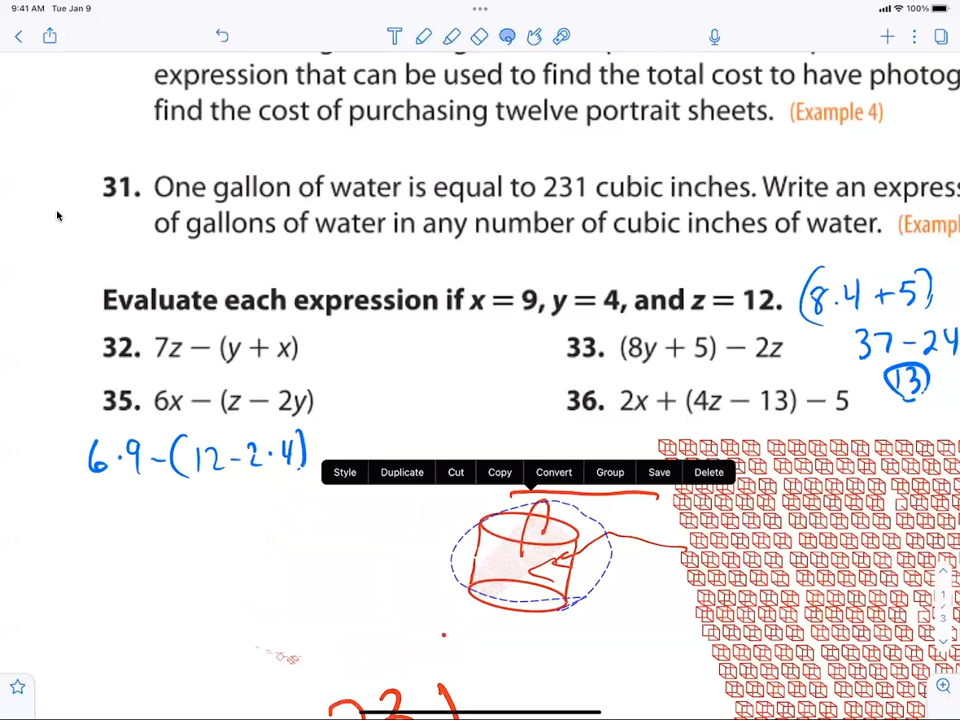 9:41 AM Tue Jan 9
100%
expression that can be used to find the total cost to have photog
find the cost of purchasing twelve portrait sheets. (Example 4)
31. One gallon of water is equal to 231 cubic inches. Write an express
of gallons of water in any number of cubic inches of water. (Exampl
Evaluate each expression if x = 9, y = 4, and z = 12.
(8.4 + 5)
32. 7z − (y + x)
33. (8y + 5) − 2z
37 - 24
13
35. 6x − (z − 2y)
36. 2x + (4z − 13) − 5
6 · 9 - (12 - 2 · 4)
Style Duplicate Cut Copy Convert Group Save Delete
1
3
231